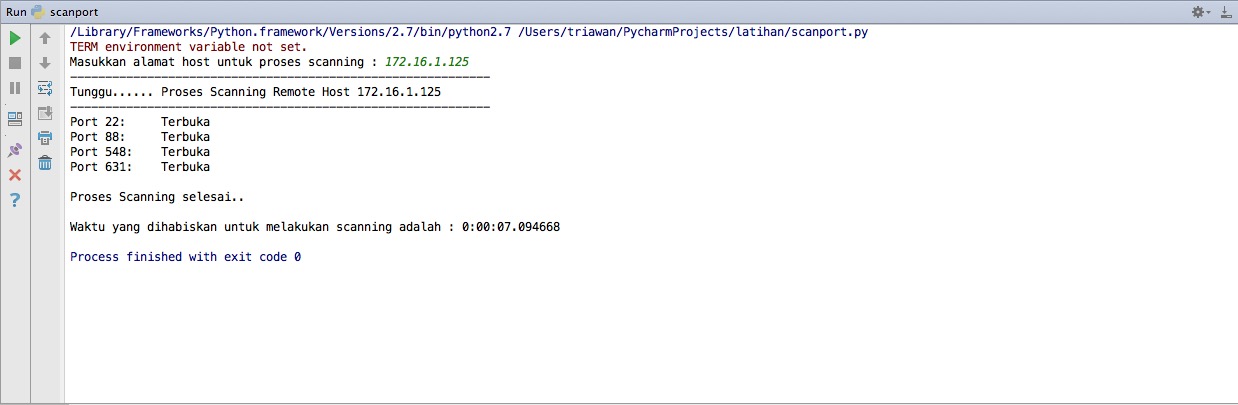 Run scanport
/Library/Frameworks/Python.framework/Versions/2.7/bin/python2.7 /Users/triawan/PycharmProjects/latihan/scanport.py
TERM environment variable not set.
Masukkan alamat host untuk proses scanning : 172.16.1.125
------------------------------------------------------------
Tunggu...... Proses Scanning Remote Host 172.16.1.125
------------------------------------------------------------
Port 22:     Terbuka
Port 88:     Terbuka
Port 548:    Terbuka
Port 631:    Terbuka
Proses Scanning selesai..
Waktu yang dihabiskan untuk melakukan scanning adalah : 0:00:07.094668
Process finished with exit code 0